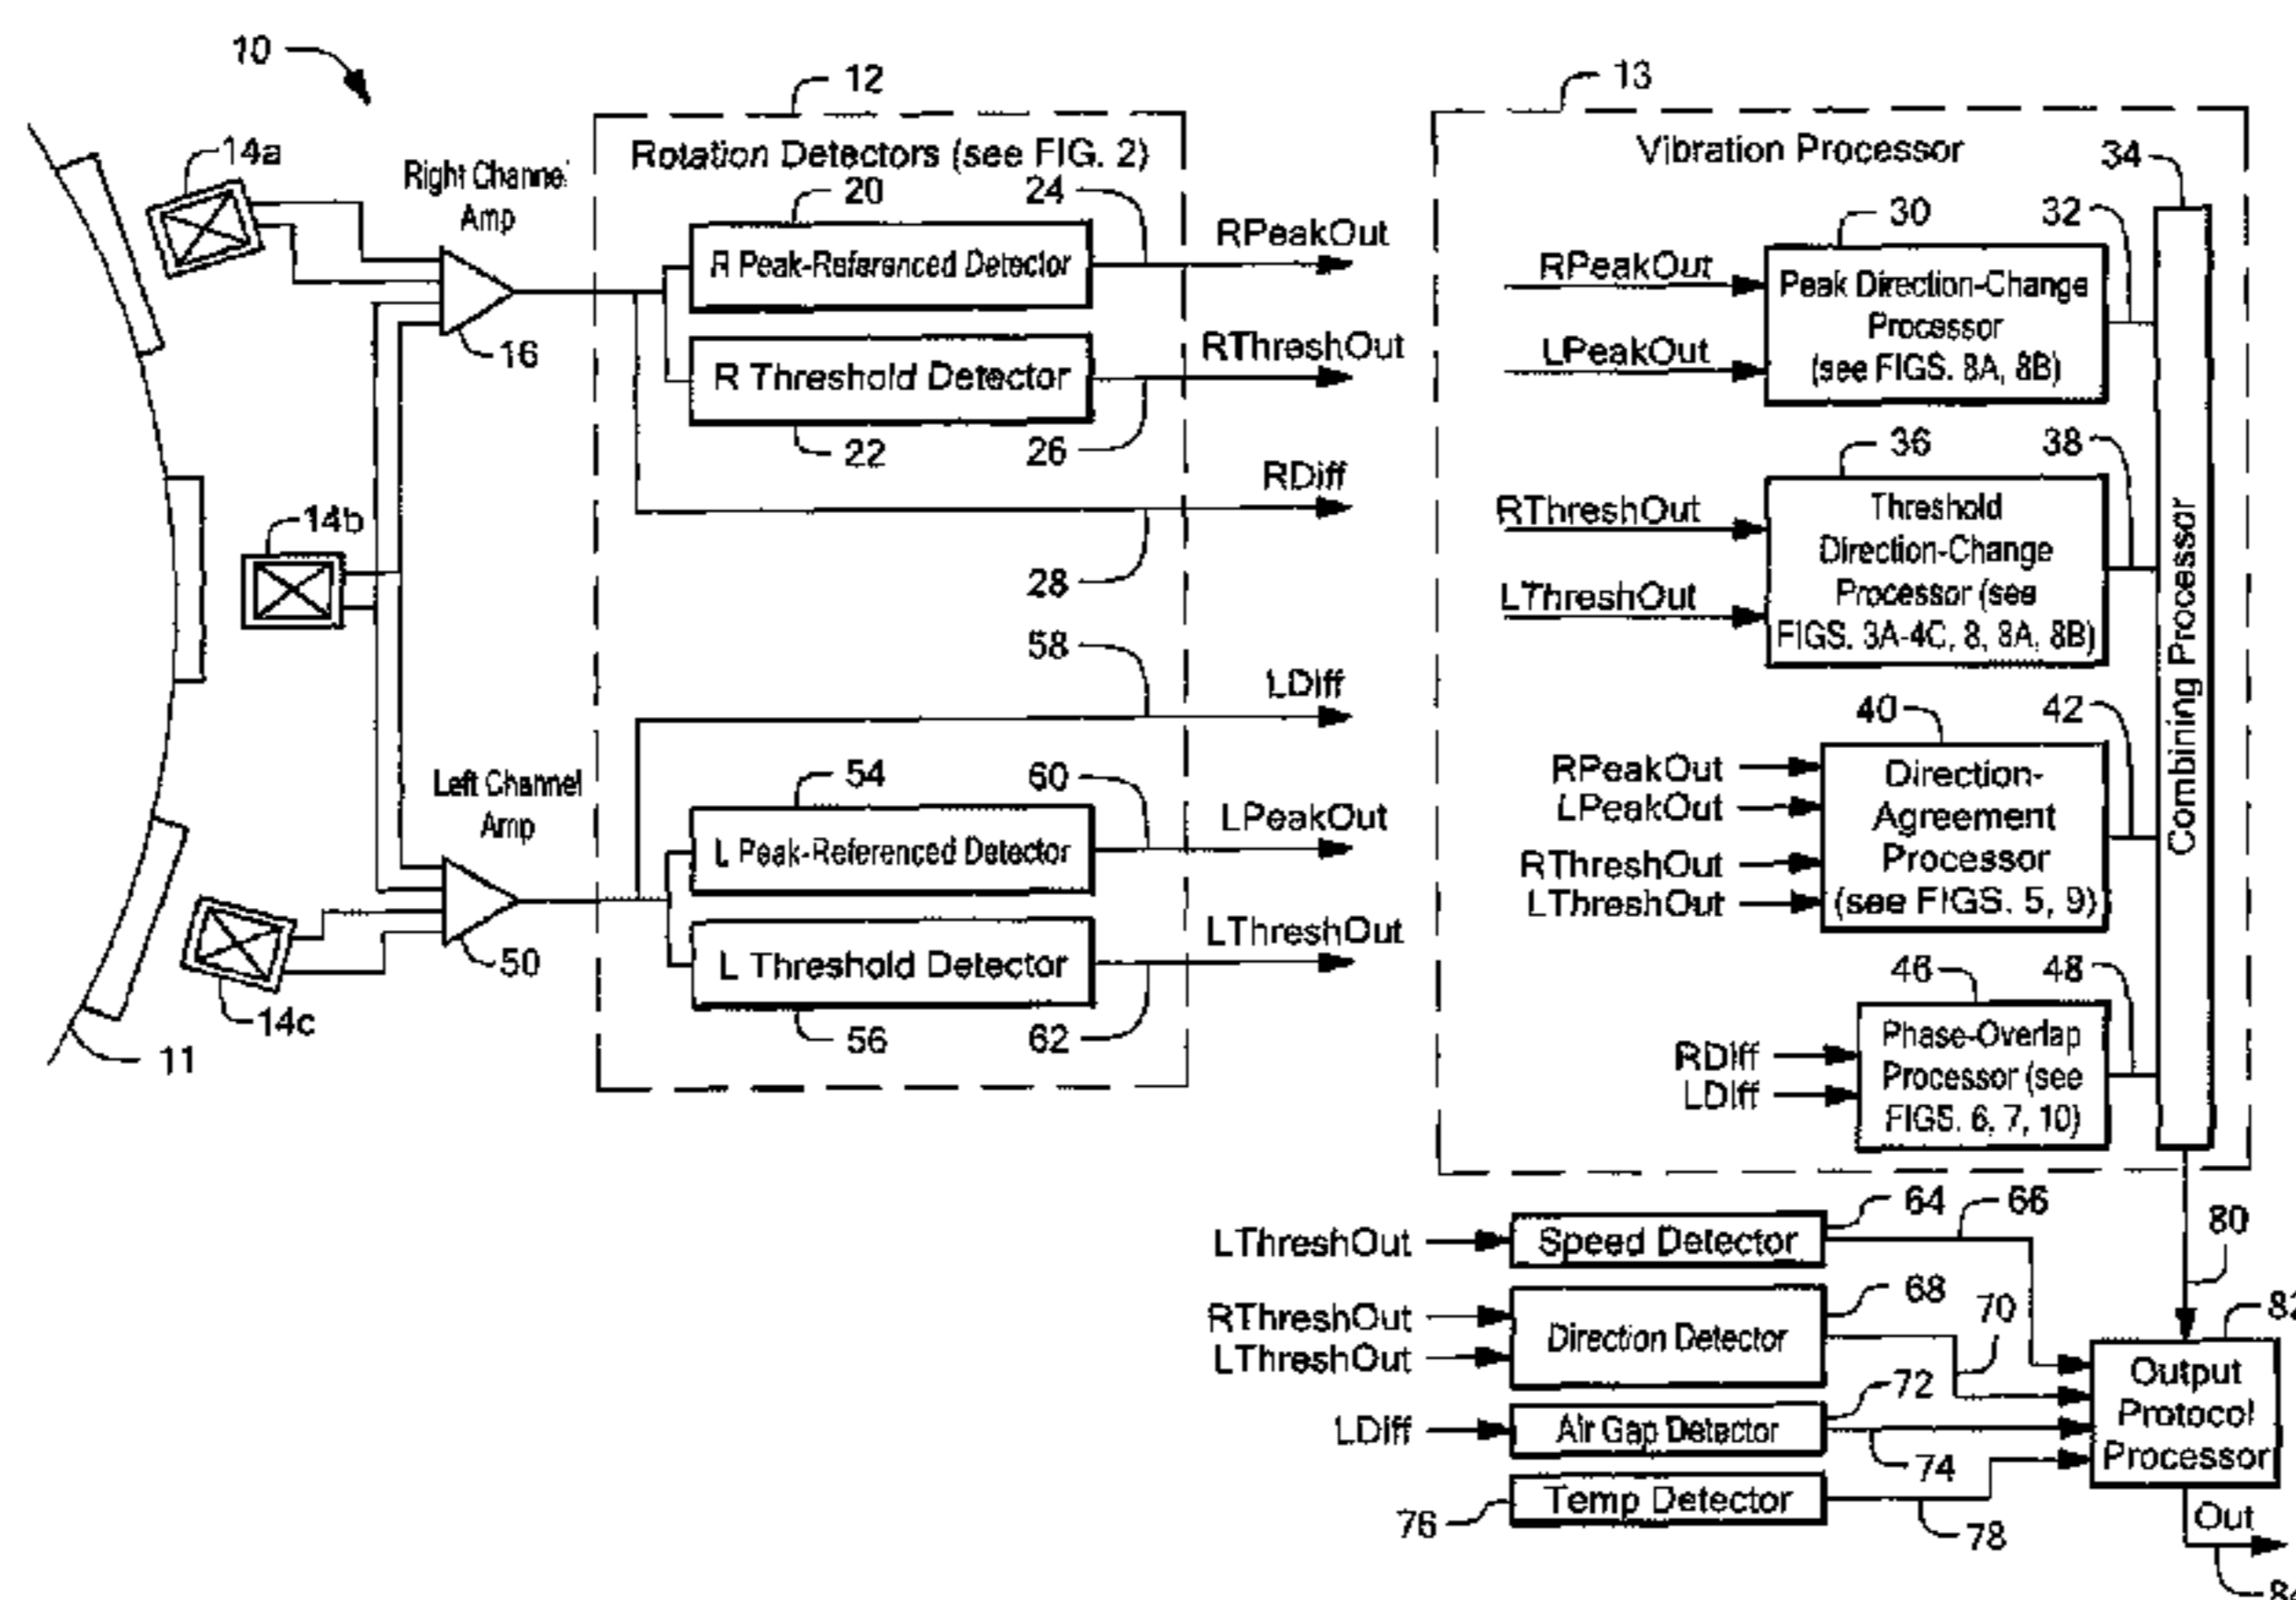 10
12
13
14a
Right Channel
Amp
Rotation Detectors (see FIG. 2)
20
24
R Peak-Referenced Detector
RPeakOut
16
R Threshold Detector
RThreshOut
22
26
RDiff
14b
28
58
LDiff
Left Channel
Amp
54
60
L Peak-Referenced Detector
LPeakOut
50
L Threshold Detector
LThreshOut
14c
56
62
11
Vibration Processor
34
30
32
RPeakOut
LPeakOut
Peak Direction-Change
Processor
(see FIGS. 8A, 8B)
36
38
RThreshOut
LThreshOut
Threshold
Direction-Change
Processor (see
FIGS. 3A-4C, 8, 8A, 8B)
Combining Processor
40
42
RPeakOut
LPeakOut
RThreshOut
LThreshOut
Direction-
Agreement
Processor
(see FIGS. 5, 9)
46
48
RDiff
LDiff
Phase-Overlap
Processor (see
FIGS. 6, 7, 10)
64
66
80
LThreshOut
Speed Detector
68
70
82
RThreshOut
LThreshOut
Direction Detector
72
LDiff
Air Gap Detector
74
Output
Protocol
Processor
76
Temp Detector
78
Out
84